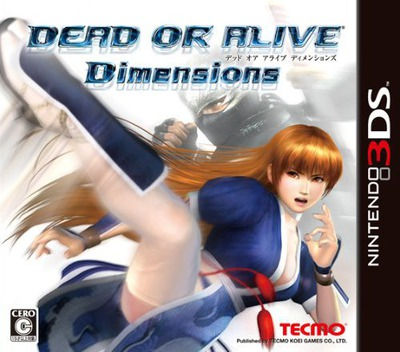 DEAD OR ALIVE
デッド オア アライブ ディメンションズ
Dimensions
NINTENDO 3DS
TM
CERO
C
TECMO
Published by TECMO KOEI GAMES CO., LTD.